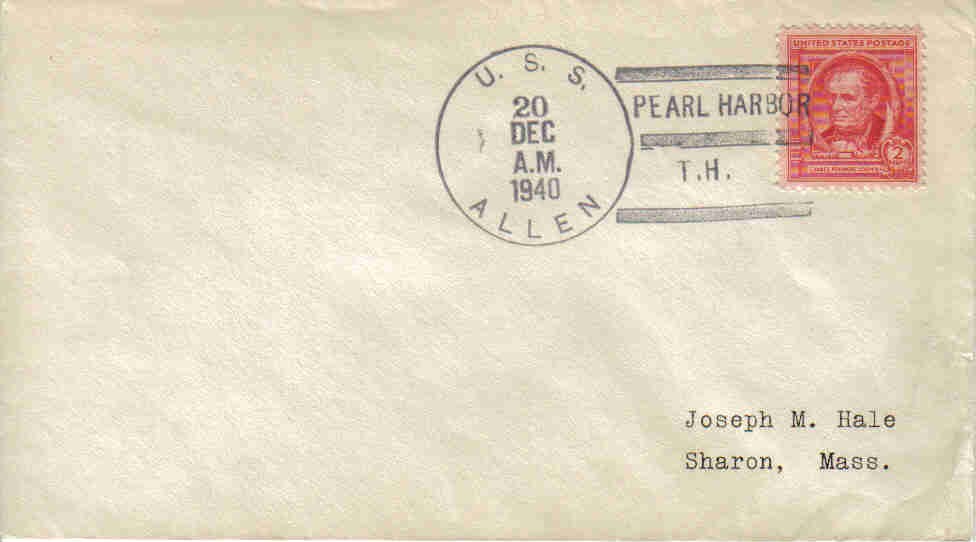 U. S. S.
20
DEC
A.M.
1940
ALLEN
PEARL HARBOR
T.H.
UNITED STATES POSTAGE
2
Joseph M. Hale
Sharon, Mass.